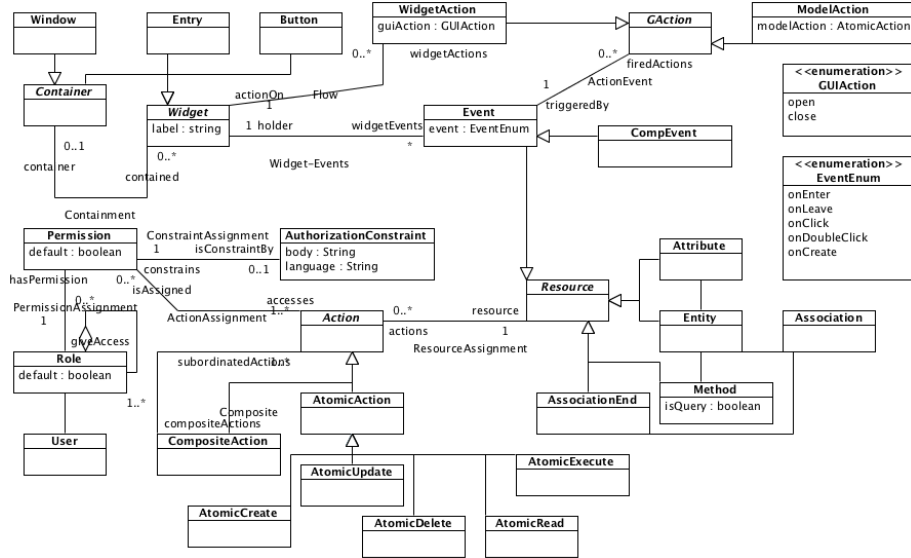 WidgetAction
guiAction : GUIAction
GAction
ModelAction
modelAction : AtomicAction
Window
Entry
Button
0..*
widgetActions
0..*
firedActions
ActionEvent
1
triggeredBy
<<enumeration>>
GUIAction
open
close
Container
actionOn
Flow
1
Widget
label : string
1 holder
widgetEvents
*
Widget-Events
Event
event : EventEnum
CompEvent
0..1
container
0..*
contained
Containment
<<enumeration>>
EventEnum
onEnter
onLeave
onClick
onDoubleClick
onCreate
Permission
default : boolean
ConstraintAssignment
1
isConstraintBy
constrains
0..1
AuthorizationConstraint
body : String
language : String
Attribute
hasPermission
0..*
isAssigned
0..*
PermissionAssignment
1
giveAccess
ActionAssignment
accesses
1..*
Action
0..*
actions
resource
1
ResourceAssignment
Resource
Entity
Association
Role
default : boolean
1..*
subordinatedActions
1..*
AtomicAction
AssociationEnd
Method
isQuery : boolean
Composite
compositeActions
User
CompositeAction
AtomicUpdate
AtomicExecute
AtomicCreate
AtomicDelete
AtomicRead